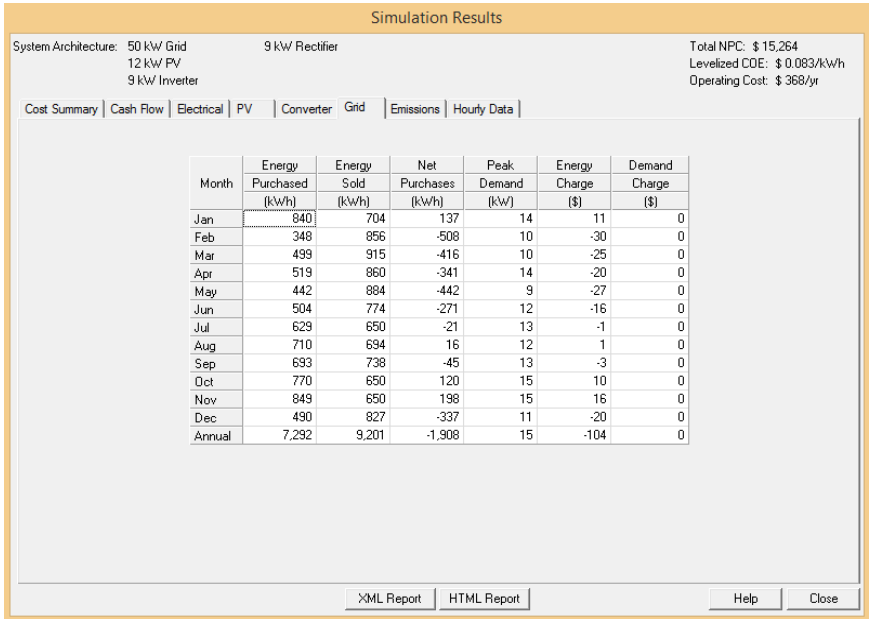 Simulation Results
System Architecture: 50 kW Grid 9 kW Rectifier Total NPC: $ 15,264
12 kW PV Levelized COE: $ 0.083/kWh
9 kW Inverter Operating Cost: $ 368/yr
Cost Summary Cash Flow Electrical PV Converter Grid Emissions Hourly Data
Energy Energy Net Peak Energy Demand
Month Purchased Sold Purchases Demand Charge Charge
(kWh) (kWh) (kWh) (kW) ($) ($)
Jan 840 704 137 14 11 0
Feb 348 856 -508 10 -30 0
Mar 499 915 -416 10 -25 0
Apr 519 860 -341 14 -20 0
May 442 884 -442 9 -27 0
Jun 504 774 -271 12 -16 0
Jul 629 650 -21 13 -1 0
Aug 710 694 16 12 1 0
Sep 693 738 -45 13 -3 0
Oct 770 650 120 15 10 0
Nov 849 650 198 15 16 0
Dec 490 827 -337 11 -20 0
Annual 7,292 9,201 -1,908 15 -104 0
XML Report HTML Report Help Close